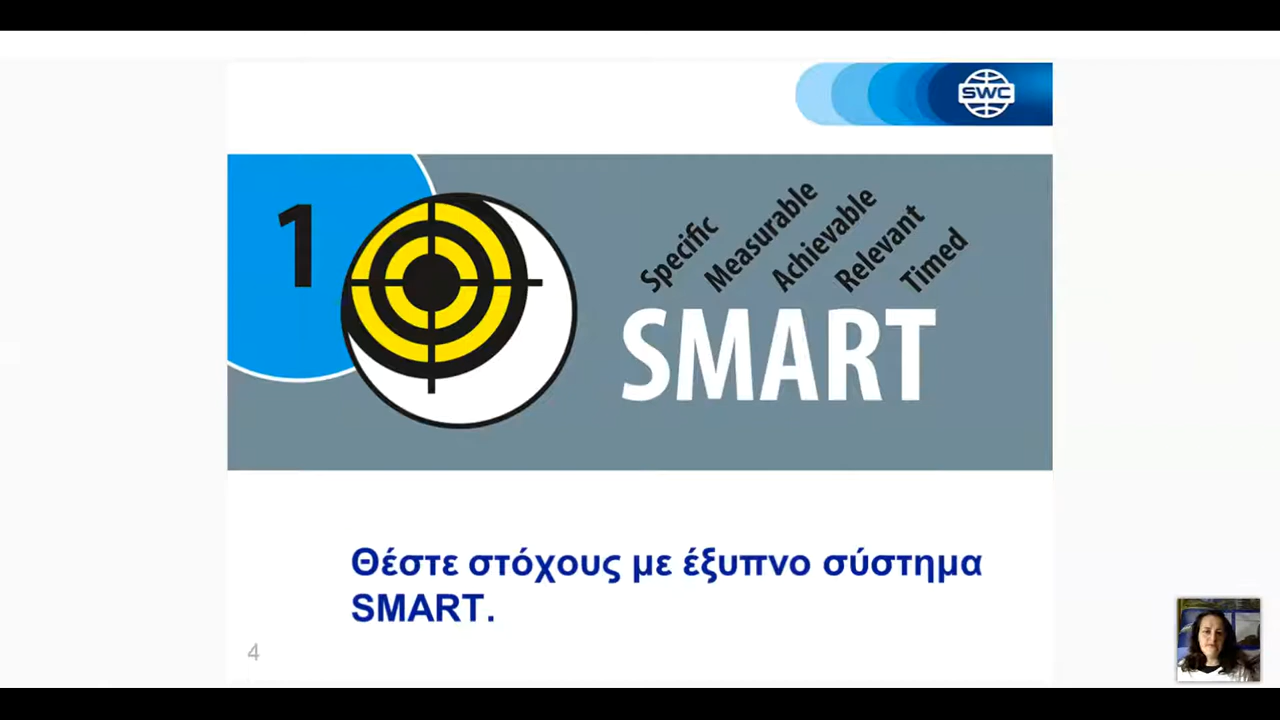 SWC
1
Specific
Measurable
Achievable
Relevant
Timed
SMART
Θέστε στόχους με έξυπνο σύστημα
SMART.
4